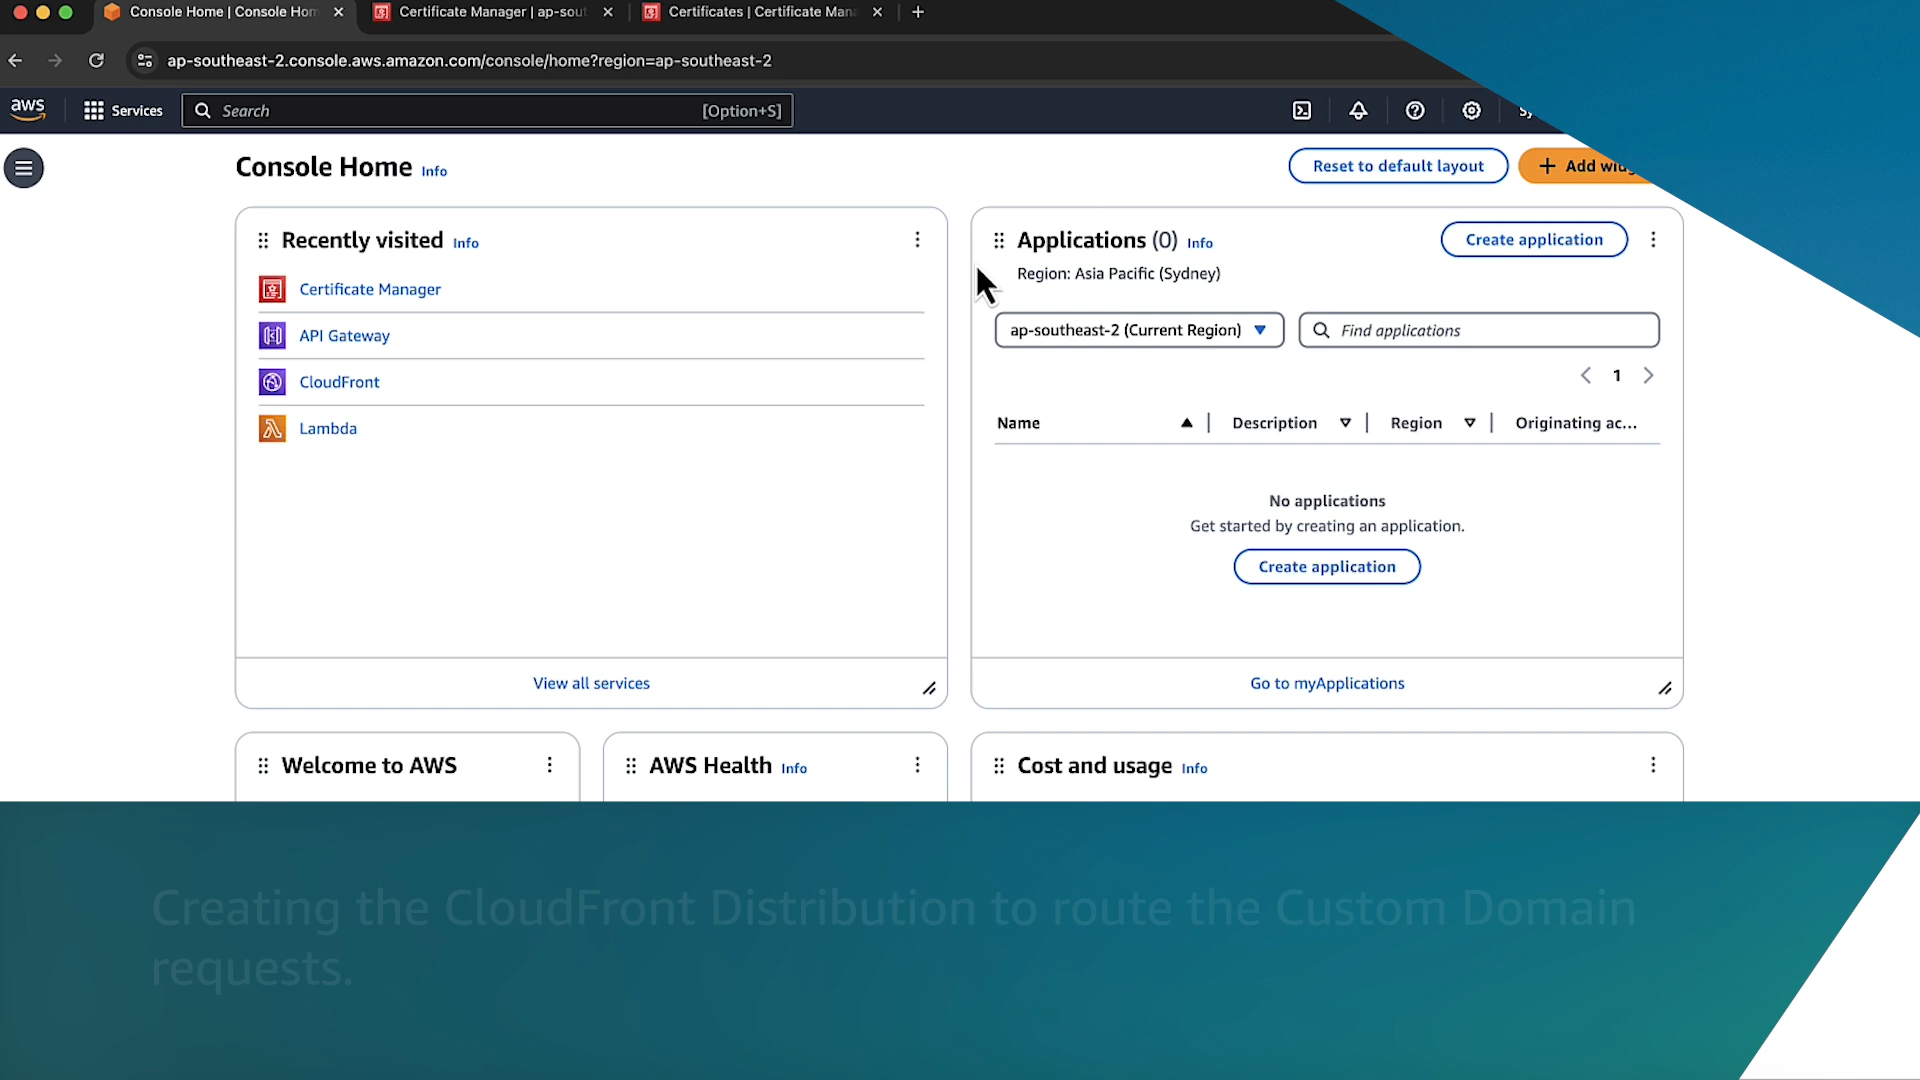 Console Home | Console Hom
Certificate Manager | ap-sout
Certificates | Certificate Mana
ap-southeast-2.console.aws.amazon.com/console/home?region=ap-southeast-2
aws
Services
Search
[Option+S]
Sy
Console Home Info
Reset to default layout
Add widg
Recently visited Info
Certificate Manager
API Gateway
CloudFront
Lambda
View all services
Applications (0) Info
Region: Asia Pacific (Sydney)
Create application
ap-southeast-2 (Current Region)
Find applications
1
Name
Description
Region
Originating ac...
No applications
Get started by creating an application.
Create application
Go to myApplications
Welcome to AWS
AWS Health Info
Cost and usage Info
Creating the CloudFront Distribution to route the Custom Domain
requests.